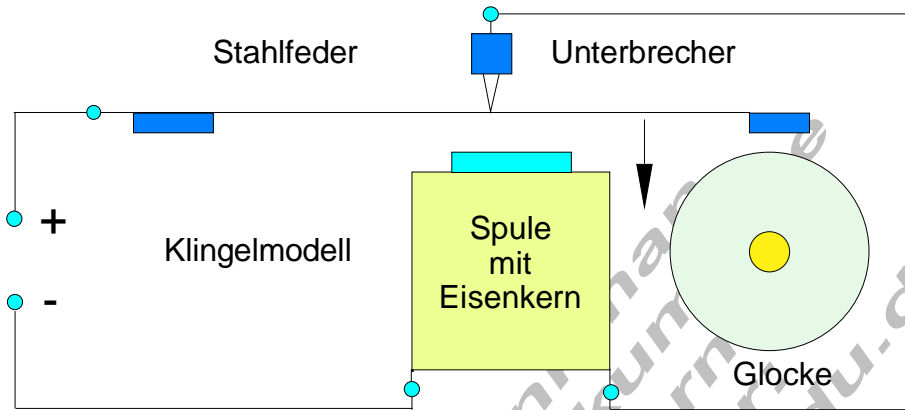 Stahlfeder
Unterbrecher
+
-
Klingelmodell
Spule
mit
Eisenkern
Glocke